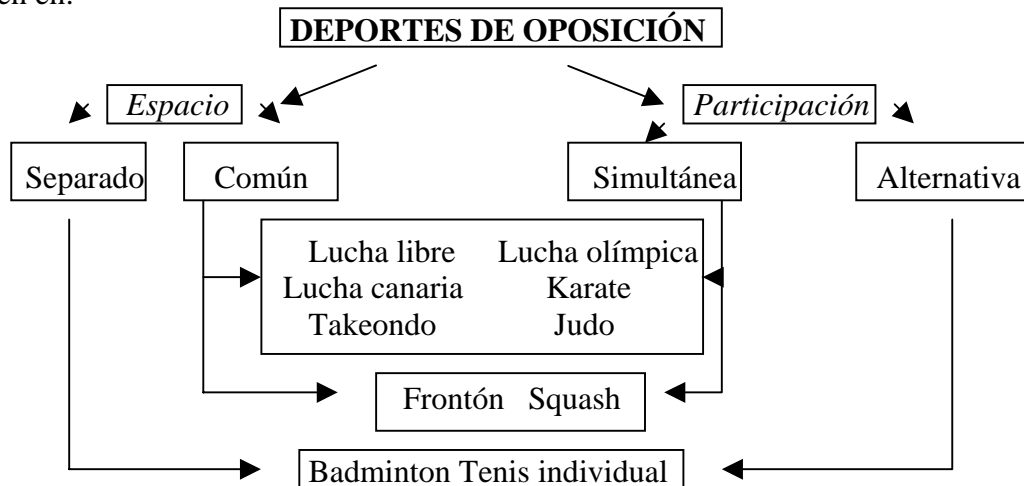 en en:
DEPORTES DE OPOSICIÓN
Espacio Participación
Separado Común Simultánea Alternativa
Lucha libre Lucha olímpica
Lucha canaria Karate
Takeondo Judo
Frontón Squash
Badminton Tenis individual